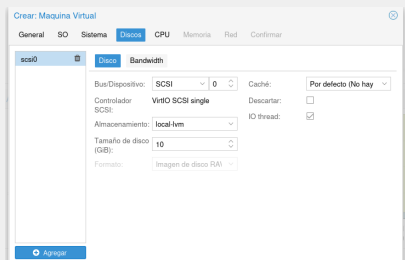 Crear: Maquina Virtual
General SO Sistema Discos CPU Memoria Red Confirmar
scsi0
Disco Bandwidth
Bus/Dispositivo: SCSI 0 Caché: Por defecto (No hay
Controlador SCSI: VirtIO SCSI single Descartar:
IO thread:
Almacenamiento: local-lvm
Tamaño de disco (GiB): 10
Formato: Imagen de disco RAW
Agregar